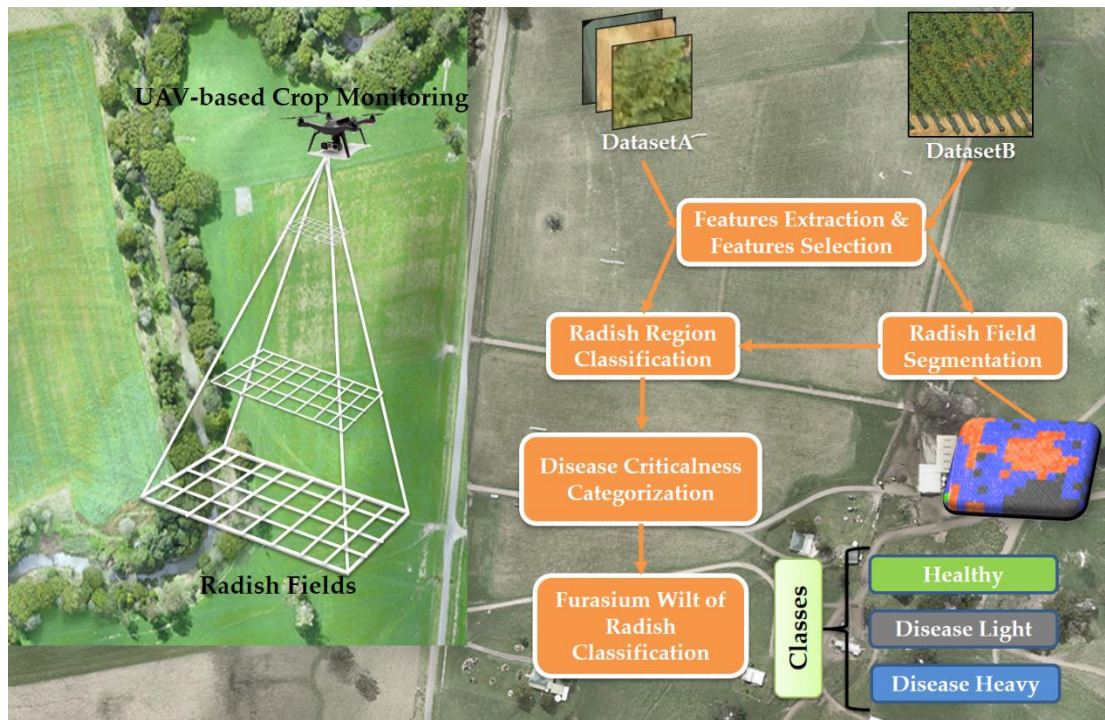 UAV-based Crop Monitoring
Radish Fields
DatasetA
DatasetB
Features Extraction &
Features Selection
Radish Region
Classification
Radish Field
Segmentation
Disease Criticalness
Categorization
Furasium Wilt of
Radish
Classification
Classes
Healthy
Disease Light
Disease Heavy